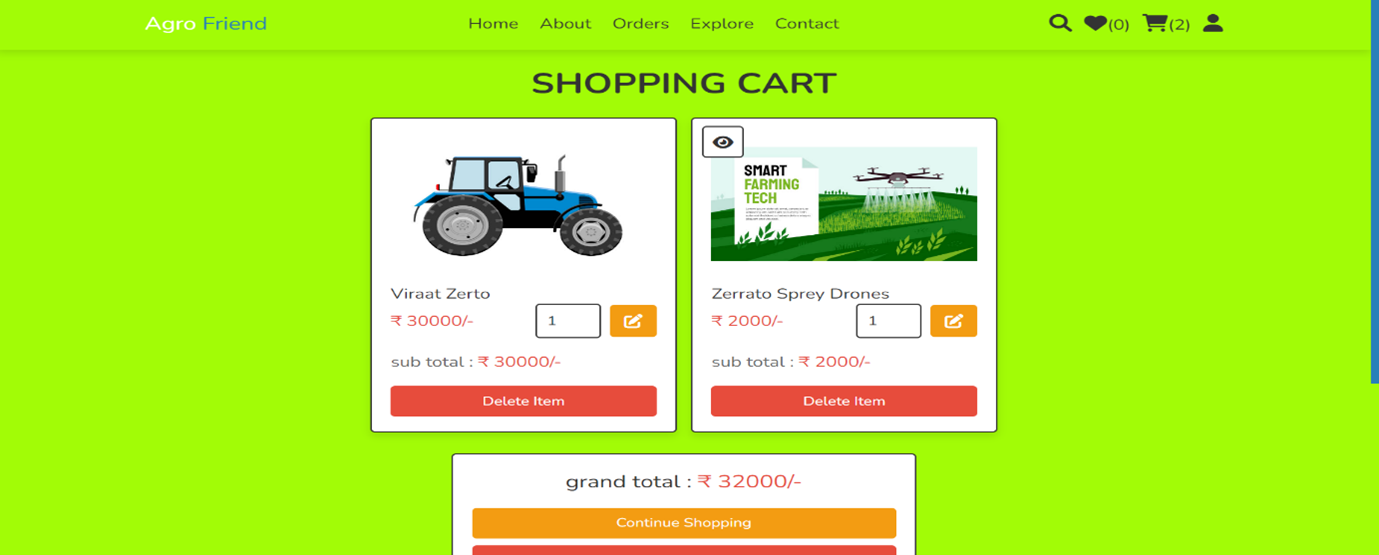 Agro Friend
Home About Orders Explore Contact
(0) (2)
SHOPPING CART
Viraat Zerto
₹ 30000/-
1
sub total : ₹ 30000/-
Delete Item
SMART
FARMING
TECH
Zerrato Sprey Drones
₹ 2000/-
1
sub total : ₹ 2000/-
Delete Item
grand total : ₹ 32000/-
Continue Shopping